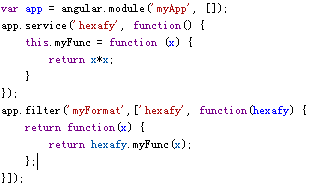 var app = angular.module('myApp', []);
app.service('hexafy', function() {
    this.myFunc = function (x) {
        return x*x;
    }
});
app.filter('myFormat',['hexafy', function(hexafy) {
    return function(x) {
        return hexafy.myFunc(x);
    };
}]);